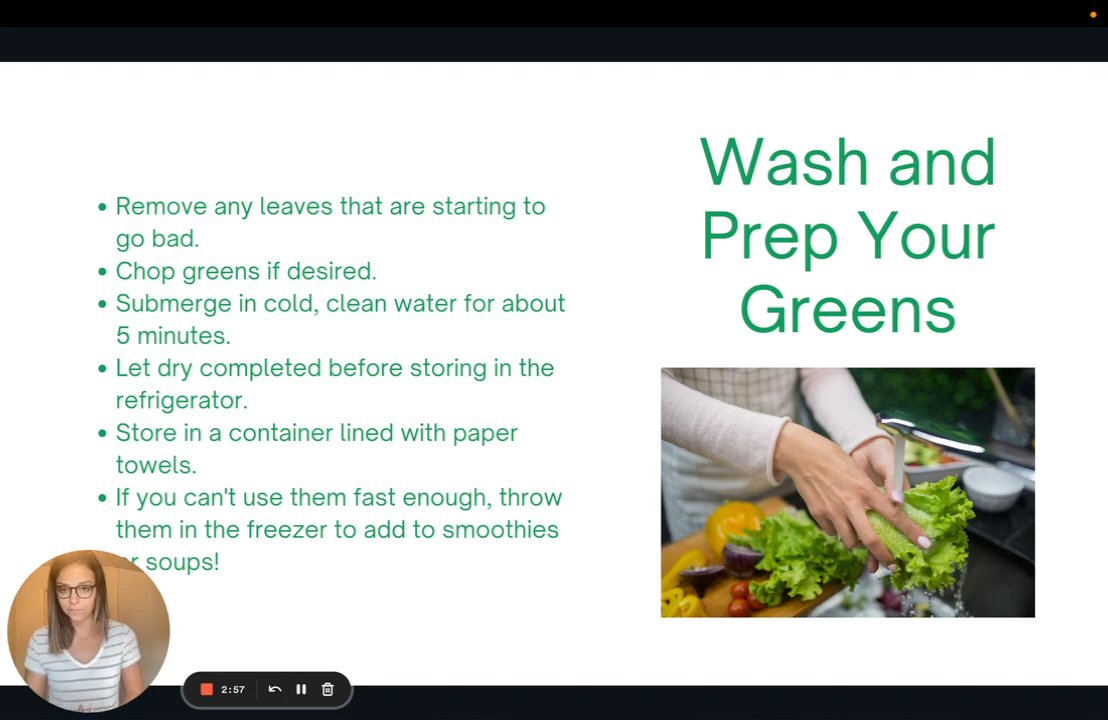 Wash and
Prep Your
Greens
• Remove any leaves that are starting to
go bad.
• Chop greens if desired.
• Submerge in cold, clean water for about
5 minutes.
• Let dry completed before storing in the
refrigerator.
• Store in a container lined with paper
towels.
• If you can't use them fast enough, throw
them in the freezer to add to smoothies
soups!
2:57